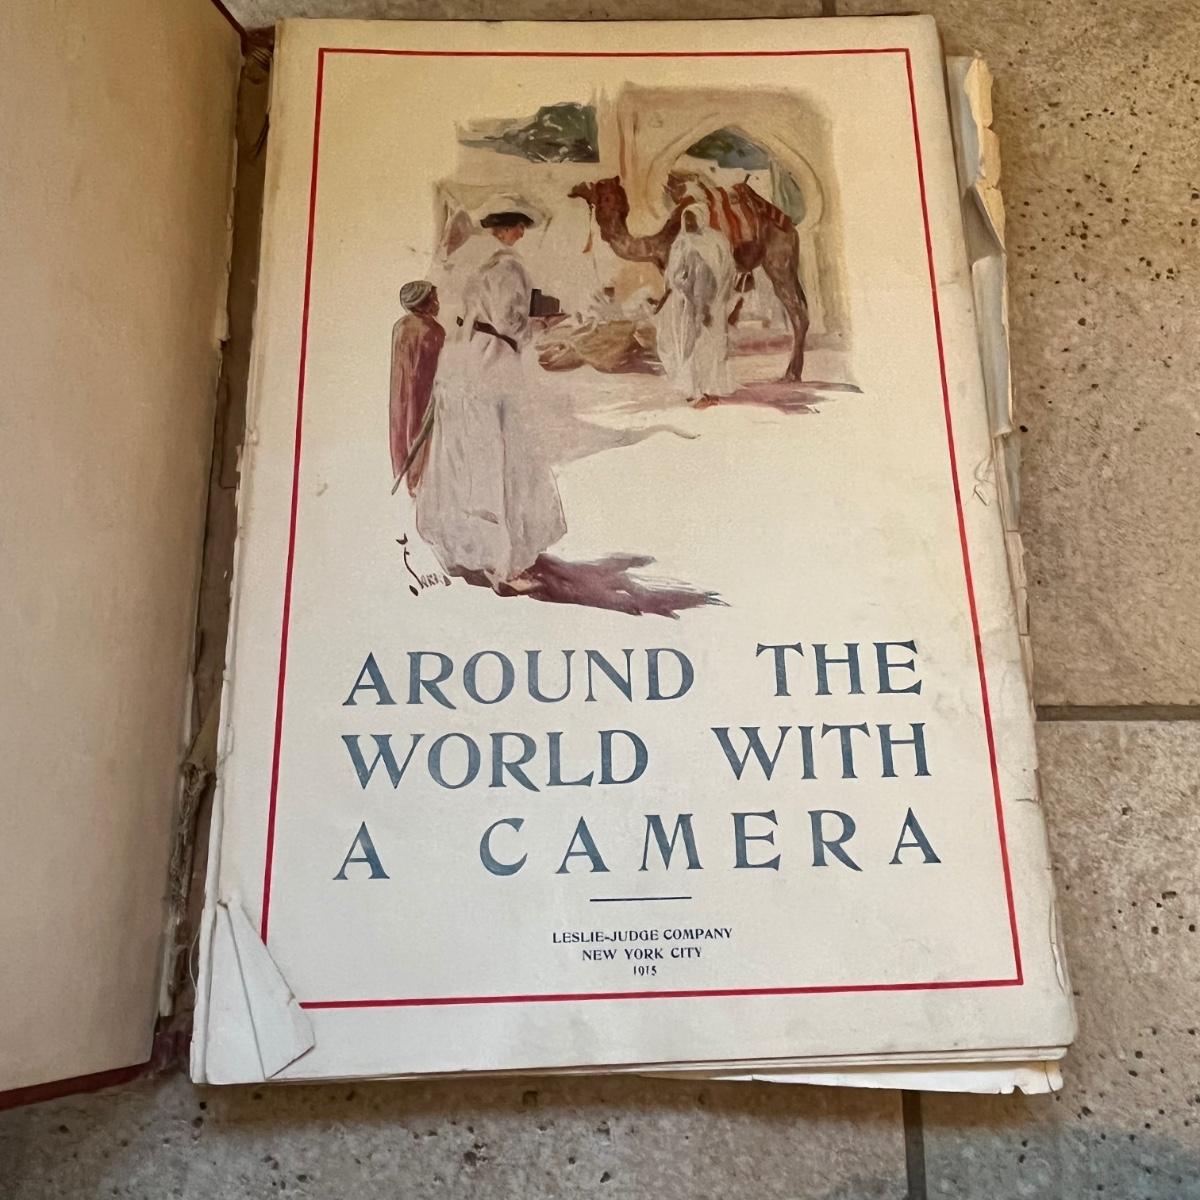 AROUND THE
WORLD WITH
A CAMERA
LESLIE-JUDGE COMPANY
NEW YORK CITY
1915